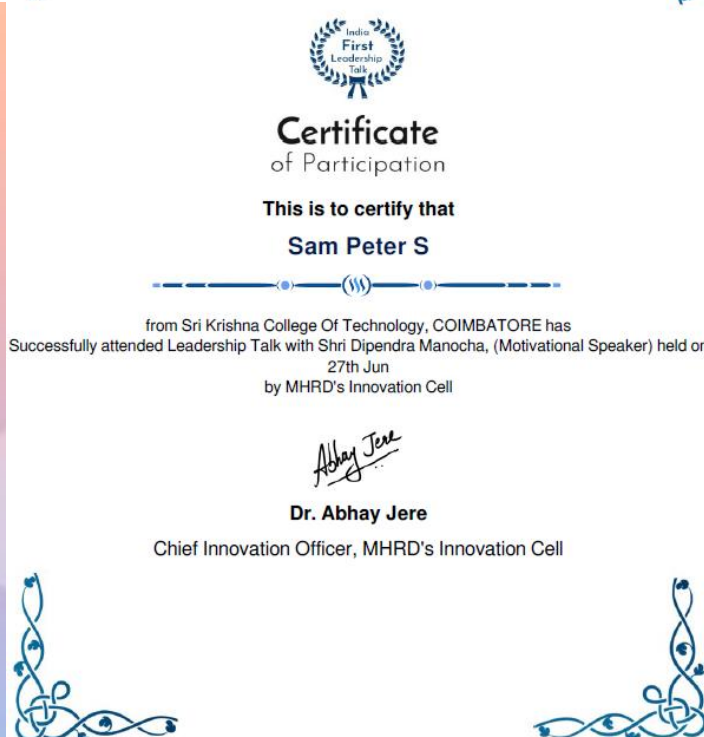 India
First
Leadership
Talk
Certificate
of Participation
This is to certify that
Sam Peter S
from Sri Krishna College Of Technology, COIMBATORE has
Successfully attended Leadership Talk with Shri Dipendra Manocha, (Motivational Speaker) held on
27th Jun
by MHRD's Innovation Cell
Abhay Jere
Dr. Abhay Jere
Chief Innovation Officer, MHRD's Innovation Cell